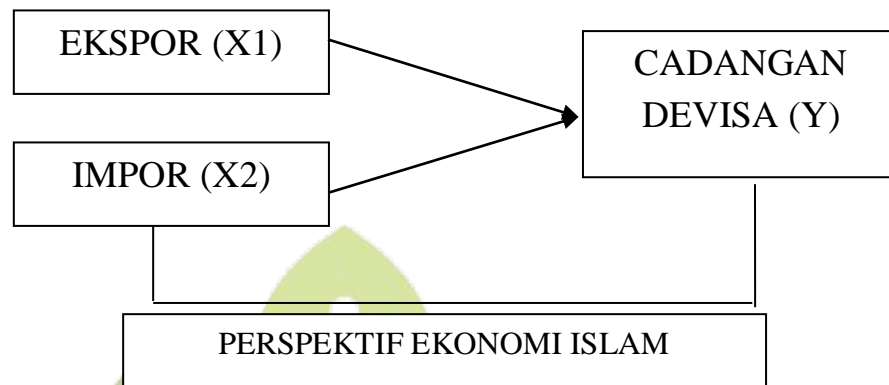 EKSPOR (X1)
CADANGAN
DEVISA (Y)
IMPOR (X2)
PERSPEKTIF EKONOMI ISLAM